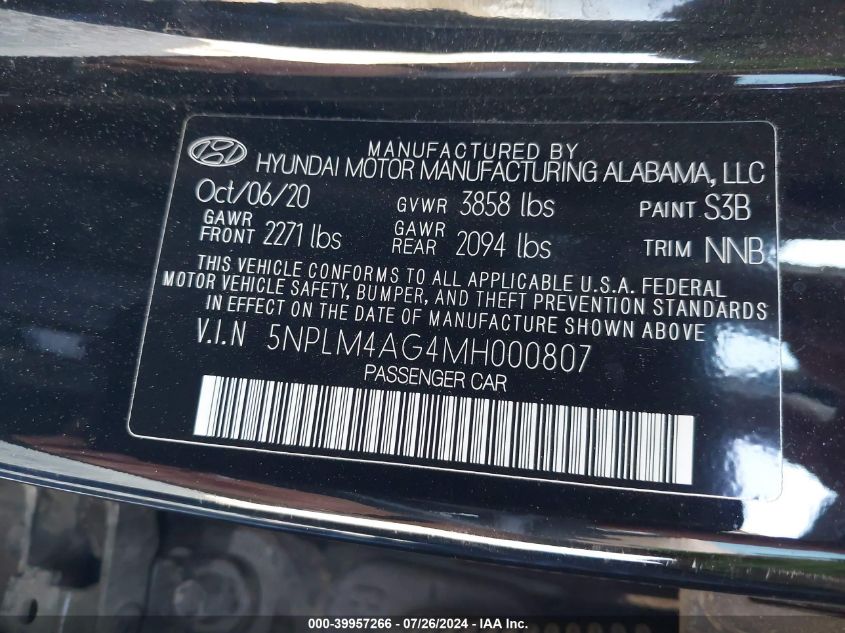 MANUFACTURED BY
HYUNDAI MOTOR MANUFACTURING ALABAMA, LLC
Oct/06/20 GVWR 3858 lbs PAINT S3B
GAWR FRONT 2271 lbs GAWR REAR 2094 lbs TRIM NNB
THIS VEHICLE CONFORMS TO ALL APPLICABLE U.S.A. FEDERAL
MOTOR VEHICLE SAFETY, BUMPER, AND THEFT PREVENTION STANDARDS
IN EFFECT ON THE DATE OF MANUFACTURE SHOWN ABOVE.
V.I.N 5NPLM4AG4MH000807
PASSENGER CAR
000-39957266 - 07/26/2024 - IAA Inc.